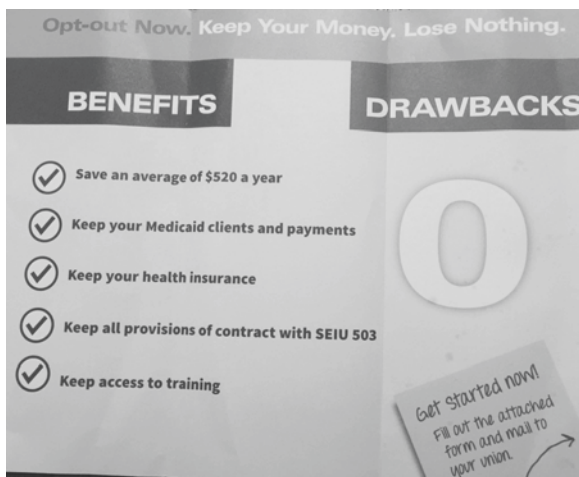 Opt-out Now. Keep Your Money. Lose Nothing.
BENEFITS
DRAWBACKS
Save an average of $520 a year
Keep your Medicaid clients and payments
Keep your health insurance
Keep all provisions of contract with SEIU 503
Keep access to training
0
Get started now!
Fill out the attached
form and mail to
your union.